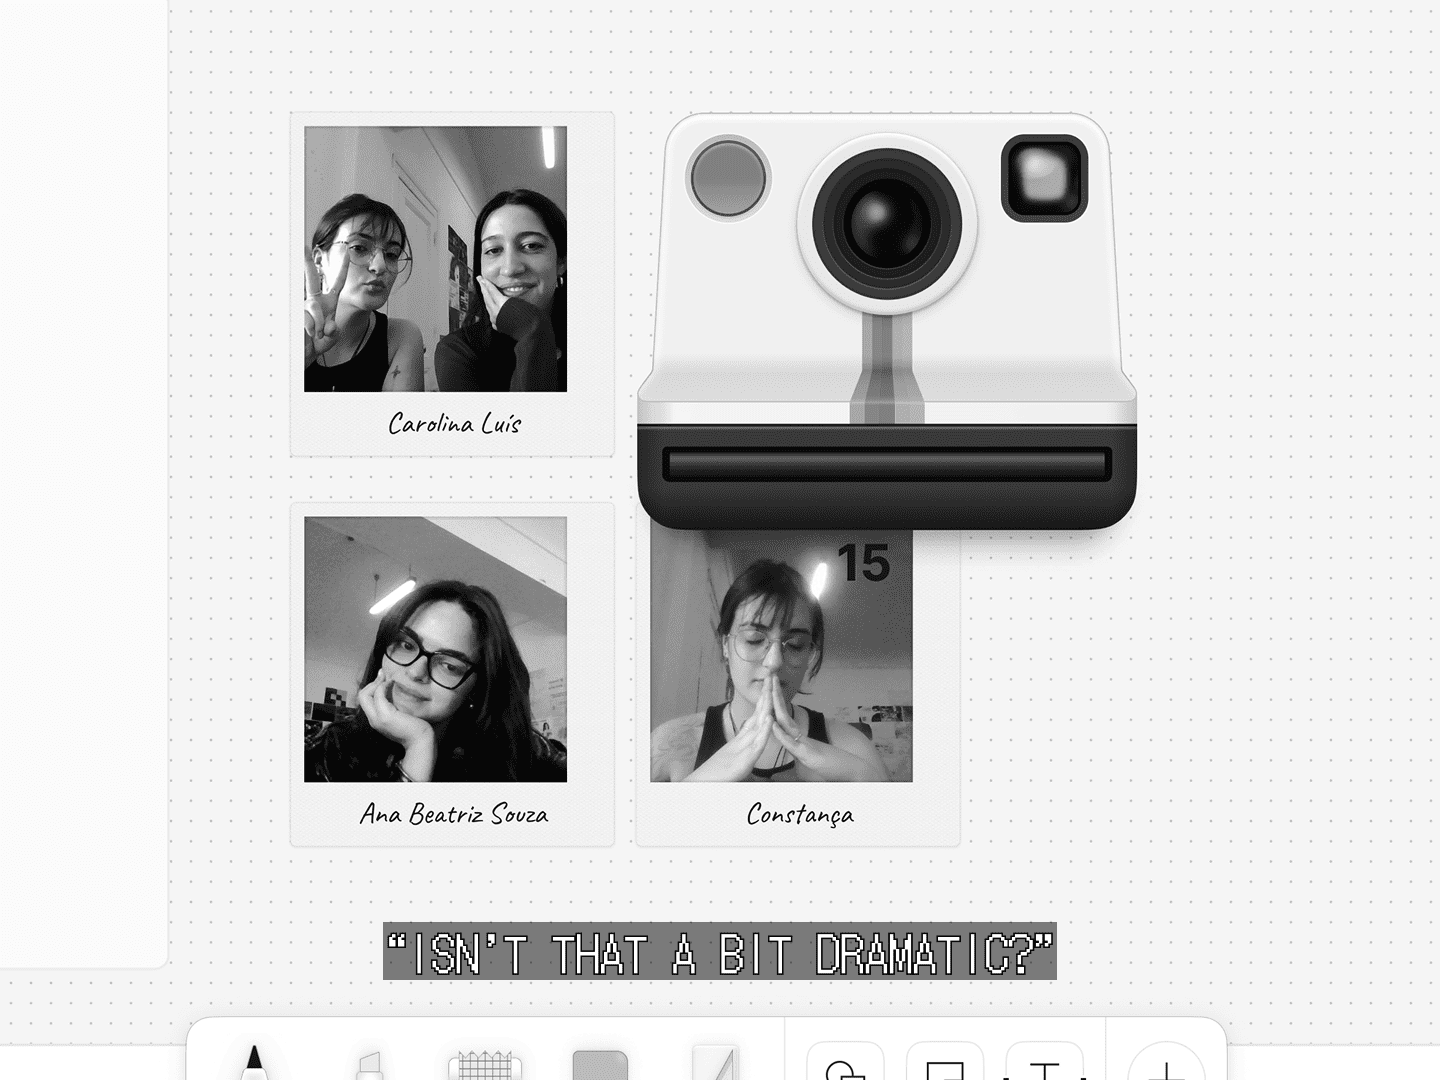 Carolina Luís
15
Ana Beatriz Souza
Constança
“ISN’T THAT A BIT DRAMATIC?”
T